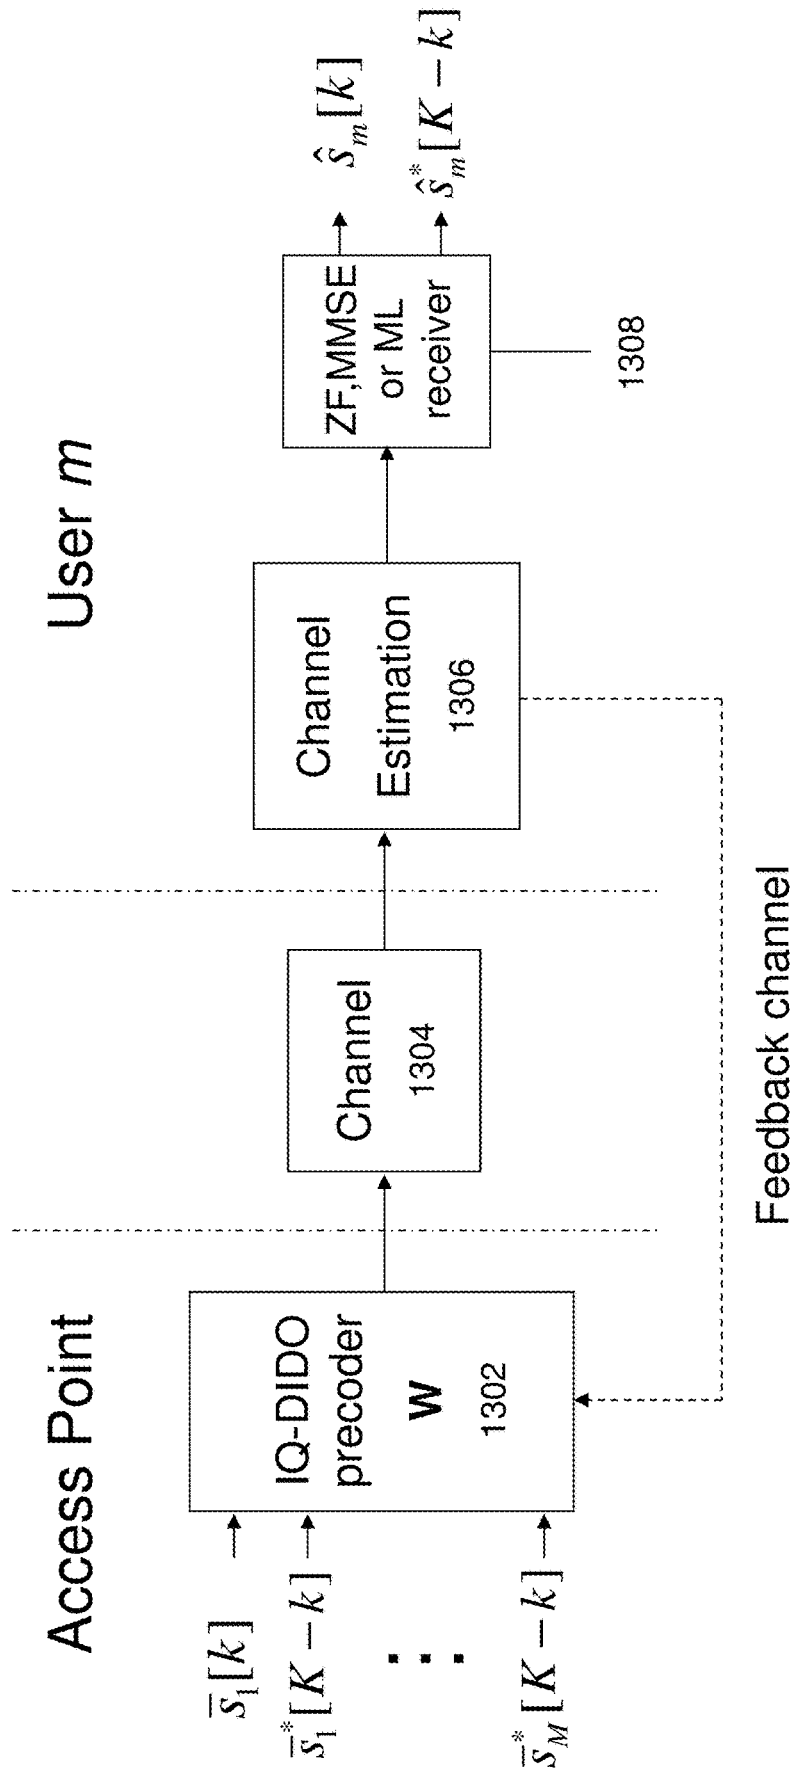 Access Point
User m
s̄₁[k]
s̄₁*[K − k]
⋮
s̄_M*[K − k]
IQ-DIDO
precoder
W
1302
Channel
1304
Channel
Estimation
1306
ZF,MMSE
or ML
receiver
1308
ŝₘ[k]
ŝₘ*[K − k]
Feedback channel